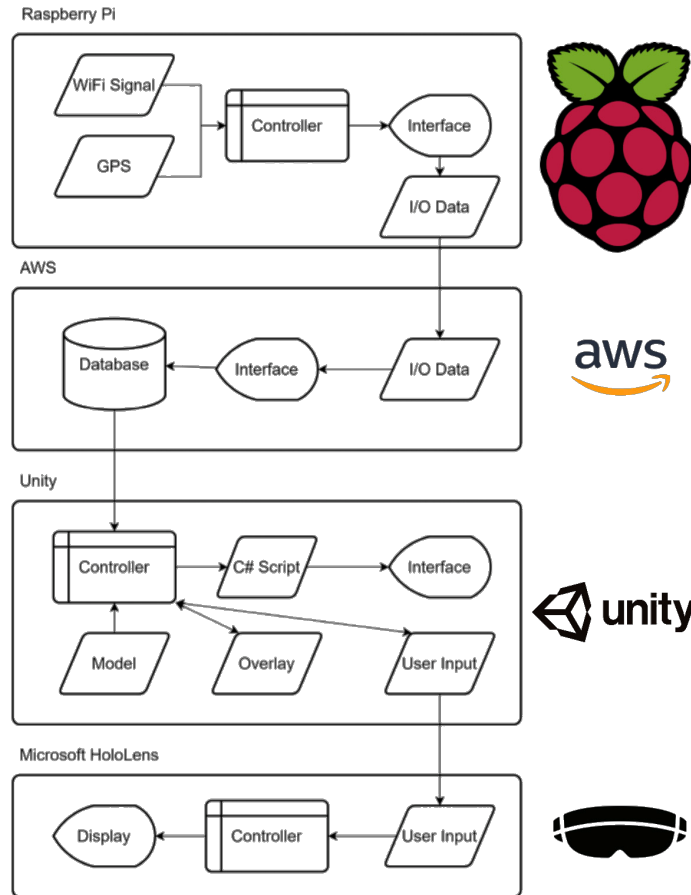 Raspberry Pi
WiFi Signal
Controller
Interface
GPS
I/O Data
AWS
Database
Interface
I/O Data
aws
Unity
Controller
C# Script
Interface
unity
Model
Overlay
User Input
Microsoft HoloLens
Display
Controller
User Input